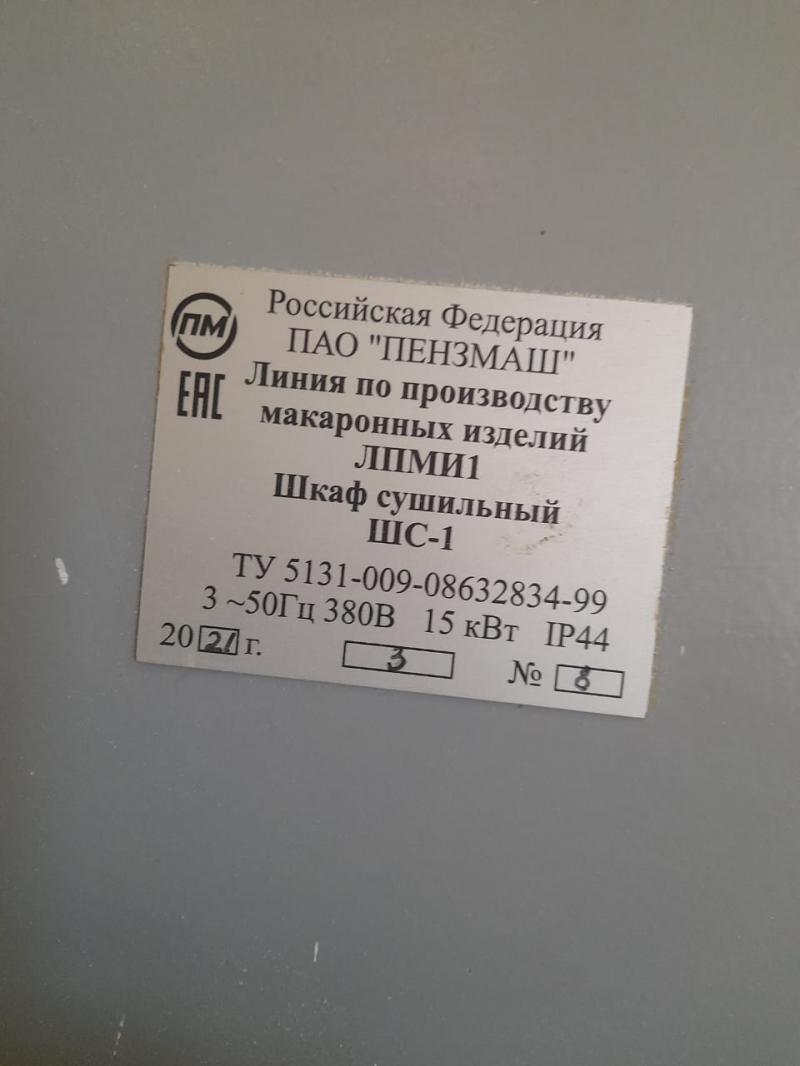 ПМ
Российская Федерация
ПАО "ПЕНЗМАШ"
ЕАС
Линия по производству
макаронных изделий
ЛПМИ1
Шкаф сушильный
ШС-1
ТУ 5131-009-08632834-99
3 ~50Гц 380В 15 кВт IP44
2021 г. 3 № 8